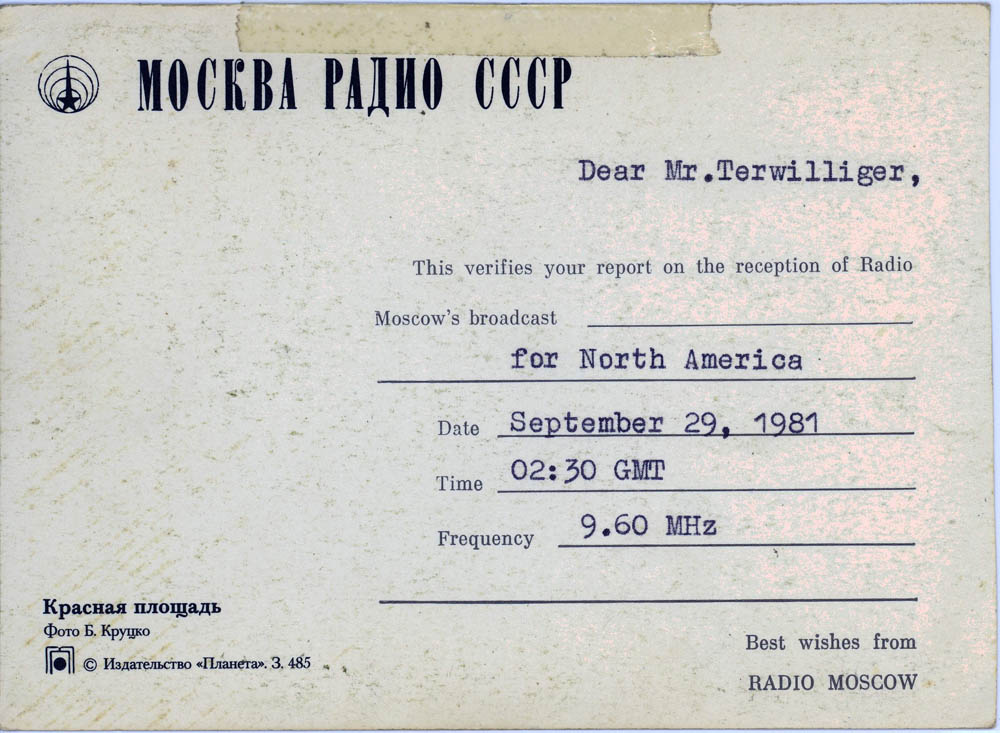 МОСКВА РАДИО СССР
Dear Mr.Terwilliger,
This verifies your report on the reception of Radio
Moscow's broadcast
for North America
Date September 29, 1981
Time 02:30 GMT
Frequency 9.60 MHz
Красная площадь
Фото Б. Круцко
© Издательство «Планета». З. 485
Best wishes from
RADIO MOSCOW